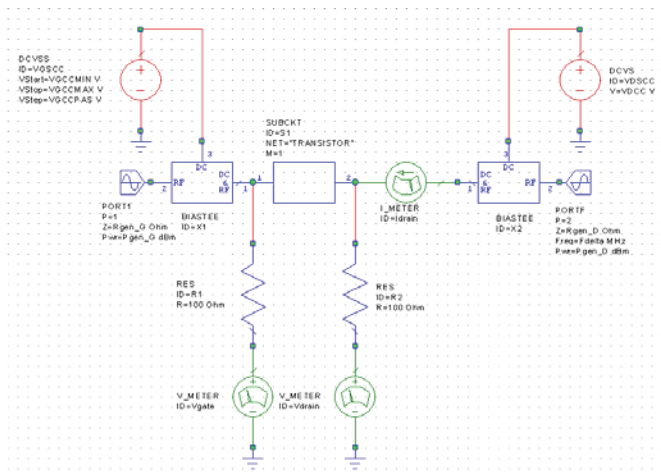 DCVSS
ID=VGSCC
VStart=VGCCMIN V
VStop=VGCCMAX V
VStep=VGCCPAS V
DCVS
ID=VDSCC
V=VDCC V
SUBCKT
ID=S1
NET="TRANSISTOR"
M=1
3
DC
RF
DC
&
RF
2
1
1
2
3
DC
DC
&
RF
RF
1
2
PORT1
P=1
Z=Rgen_G Ohm
Pwr=Pgen_G dBm
BIASTEE
ID=X1
I_METER
ID=Idrain
BIASTEE
ID=X2
PORTF
P=2
Z=Rgen_D Ohm
Freq=Fdelta MHz
Pwr=Pgen_D dBm
RES
ID=R1
R=100 Ohm
RES
ID=R2
R=100 Ohm
V_METER
ID=Vgate
V_METER
ID=Vdrain